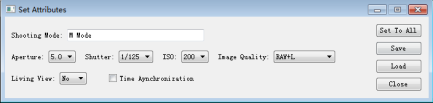 Set Attributes
Shooting Mode: M Mode
Set To All
Aperture: 5.0 Shutter: 1/125 ISO: 200 Image Quality: RAW+L
Save
Load
Living View: No Time Aynchronization
Close